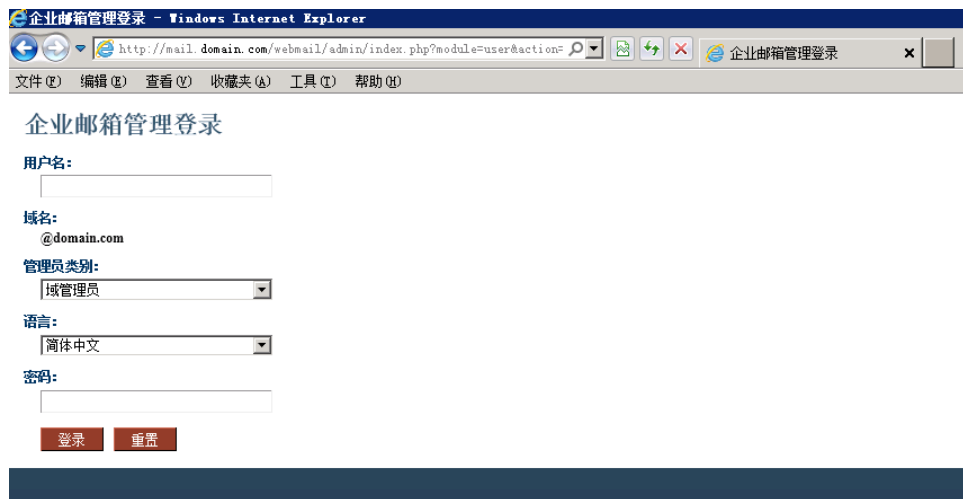 企业邮箱管理登录 - Windows Internet Explorer
http://mail.domain.com/webmail/admin/index.php?module=user&action=
企业邮箱管理登录
文件(F) 编辑(E) 查看(V) 收藏夹(A) 工具(T) 帮助(H)
企业邮箱管理登录
用户名:
域名:
@domain.com
管理员类别:
域管理员
语言:
简体中文
密码:
登录 重置